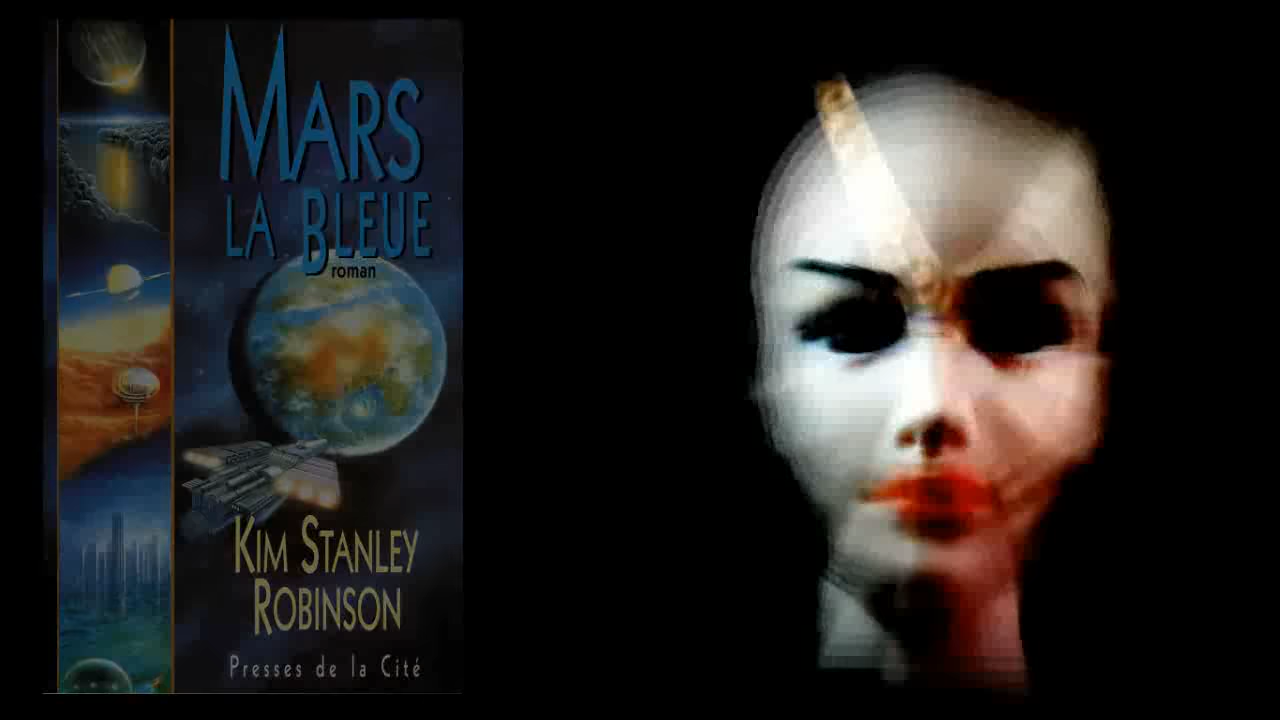 MARS
LA BLEUE
roman
KIM STANLEY
ROBINSON
Presses de la Cité